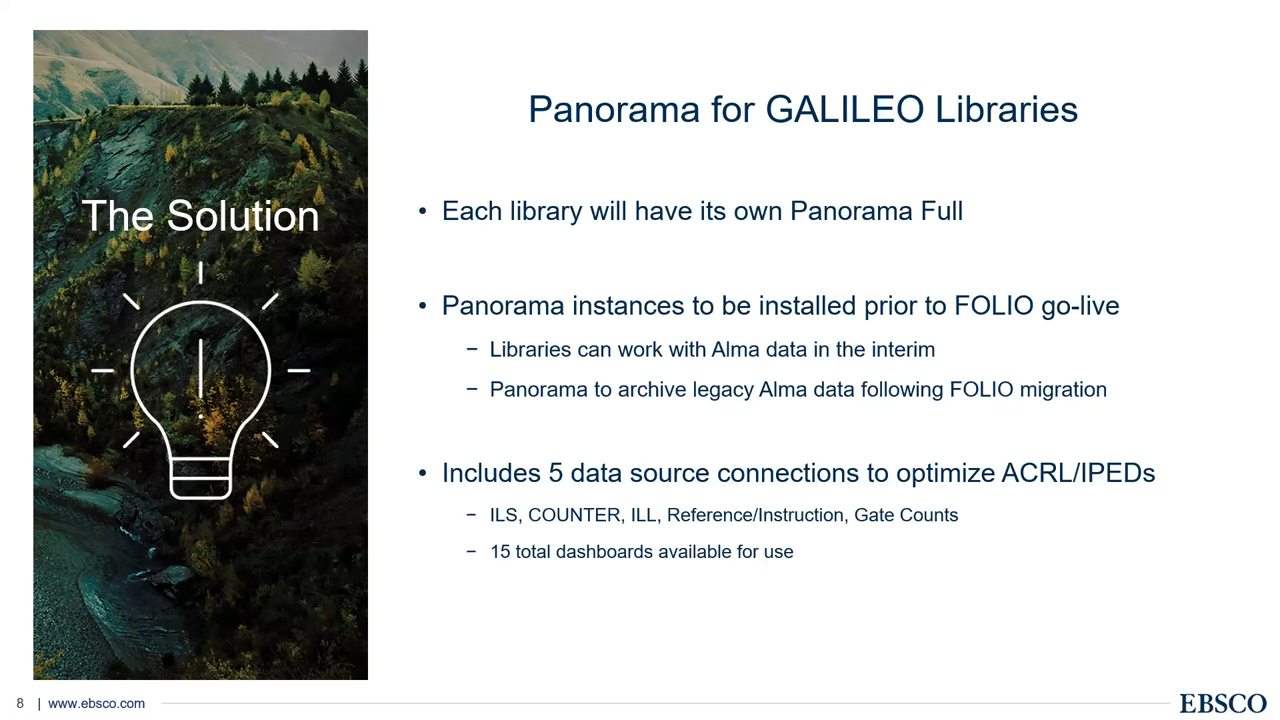 The Solution
Panorama for GALILEO Libraries
• Each library will have its own Panorama Full
• Panorama instances to be installed prior to FOLIO go-live
− Libraries can work with Alma data in the interim
− Panorama to archive legacy Alma data following FOLIO migration
• Includes 5 data source connections to optimize ACRL/IPEDs
− ILS, COUNTER, ILL, Reference/Instruction, Gate Counts
− 15 total dashboards available for use
8 | www.ebsco.com
EBSCO